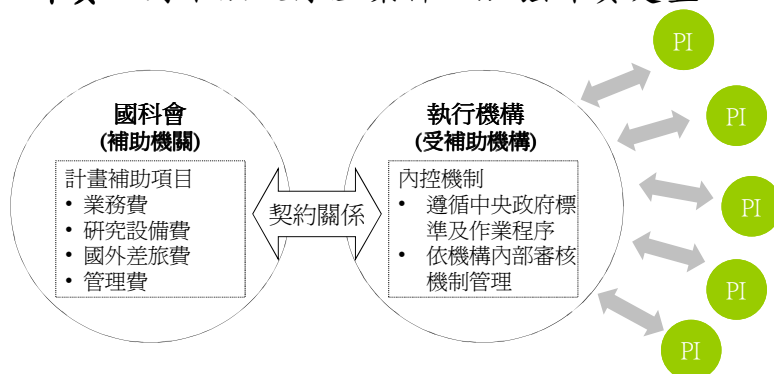 國科會
(補助機關)
計畫補助項目
• 業務費
• 研究設備費
• 國外差旅費
• 管理費
契約關係
執行機構
(受補助機構)
內控機制
• 遵循中央政府標
準及作業程序
• 依機構內部審核
機制管理
PI
PI
PI
PI
PI